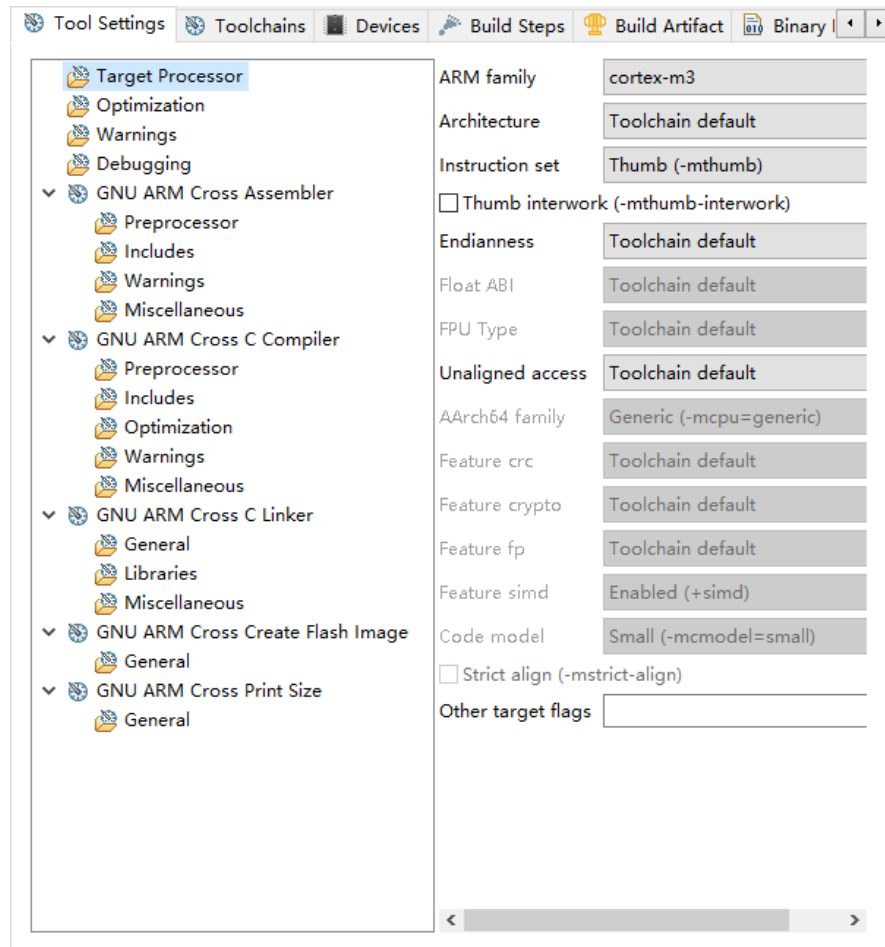 Tool Settings Toolchains Devices Build Steps Build Artifact Binary
Target Processor
Optimization
Warnings
Debugging
GNU ARM Cross Assembler
Preprocessor
Includes
Warnings
Miscellaneous
GNU ARM Cross C Compiler
Preprocessor
Includes
Optimization
Warnings
Miscellaneous
GNU ARM Cross C Linker
General
Libraries
Miscellaneous
GNU ARM Cross Create Flash Image
General
GNU ARM Cross Print Size
General
ARM family cortex-m3
Architecture Toolchain default
Instruction set Thumb (-mthumb)
Thumb interwork (-mthumb-interwork)
Endianness Toolchain default
Float ABI Toolchain default
FPU Type Toolchain default
Unaligned access Toolchain default
AArch64 family Generic (-mcpu=generic)
Feature crc Toolchain default
Feature crypto Toolchain default
Feature fp Toolchain default
Feature simd Enabled (+simd)
Code model Small (-mcmodel=small)
Strict align (-mstrict-align)
Other target flags